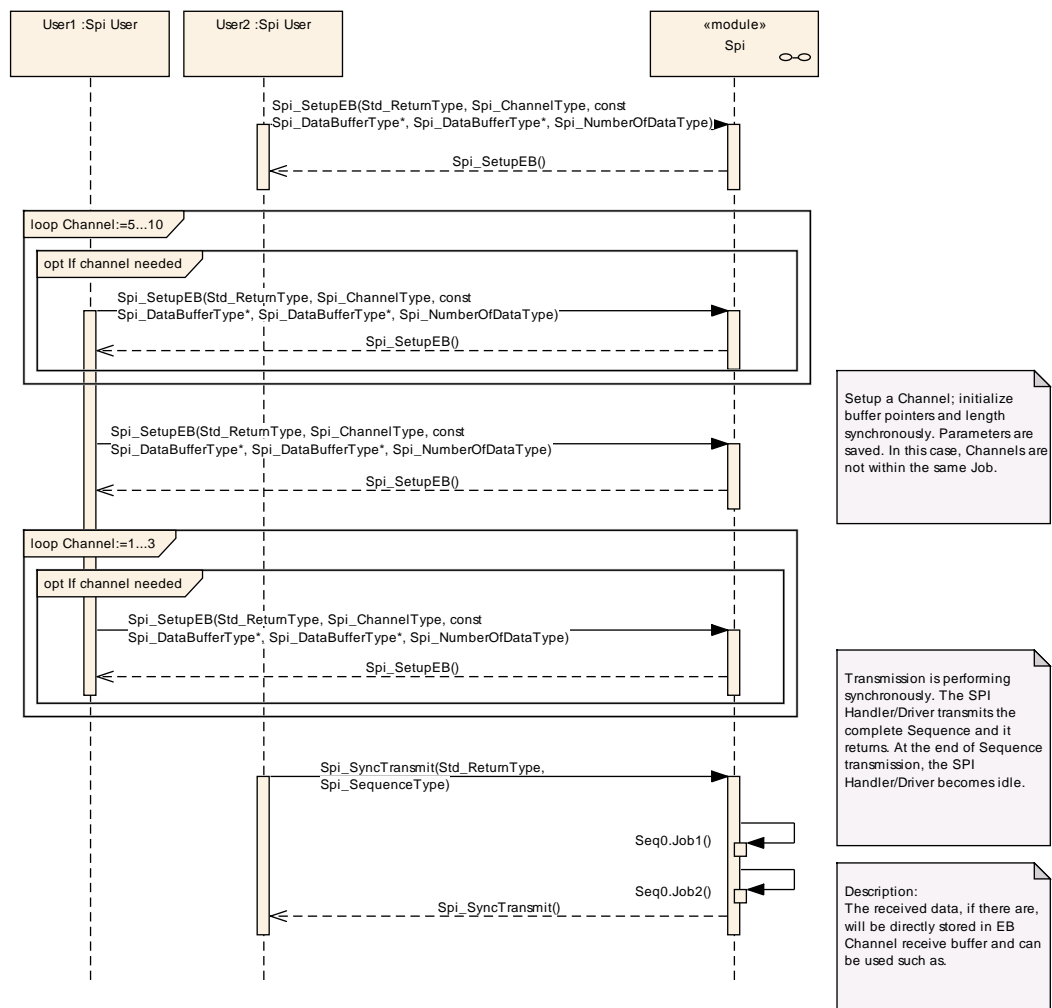 User1 :Spi User
User2 :Spi User
«module»
Spi
Spi_SetupEB(Std_ReturnType, Spi_ChannelType, const
Spi_DataBufferType*, Spi_DataBufferType*, Spi_NumberOfDataType)
Spi_SetupEB()
loop Channel:=5...10
opt If channel needed
Spi_SetupEB(Std_ReturnType, Spi_ChannelType, const
Spi_DataBufferType*, Spi_DataBufferType*, Spi_NumberOfDataType)
Spi_SetupEB()
Setup a Channel; initialize
buffer pointers and length
synchronously. Parameters are
saved. In this case, Channels are
not within the same Job.
Spi_SetupEB(Std_ReturnType, Spi_ChannelType, const
Spi_DataBufferType*, Spi_DataBufferType*, Spi_NumberOfDataType)
Spi_SetupEB()
loop Channel:=1...3
opt If channel needed
Spi_SetupEB(Std_ReturnType, Spi_ChannelType, const
Spi_DataBufferType*, Spi_DataBufferType*, Spi_NumberOfDataType)
Spi_SetupEB()
Transmission is performing
synchronously. The SPI
Handler/Driver transmits the
complete Sequence and it
returns. At the end of Sequence
transmission, the SPI
Handler/Driver becomes idle.
Spi_SyncTransmit(Std_ReturnType,
Spi_SequenceType)
Seq0.Job1()
Seq0.Job2()
Spi_SyncTransmit()
Description:
The received data, if there are,
will be directly stored in EB
Channel receive buffer and can
be used such as.